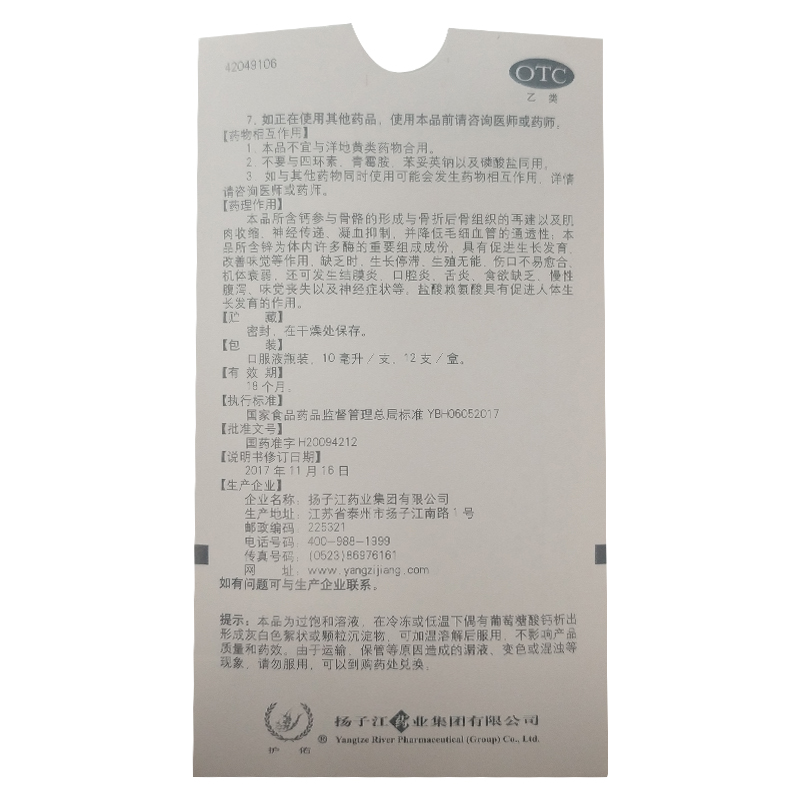 42049106
OTC
乙类
7. 如正在使用其他药品，使用本品前请咨询医师或药师。
【药物相互作用】
1. 本品不宜与洋地黄类药物合用。
2. 不要与四环素、青霉胺、苯妥英钠以及磷酸盐同用。
3. 如与其他药物同时使用可能会发生药物相互作用，详情
请咨询医师或药师。
【药理作用】
本品所含钙参与骨骼的形成与骨折后骨组织的再建以及肌
肉收缩、神经传递、凝血抑制，并降低毛细血管的通透性；本
品所含锌为体内许多酶的重要组成成份，具有促进生长发育、
改善味觉等作用，缺乏时，生长停滞、生殖无能、伤口不易愈合、
机体衰弱，还可发生结膜炎、口腔炎、舌炎、食欲缺乏、慢性
腹泻、味觉丧失以及神经症状等，盐酸赖氨酸具有促进人体生
长发育的作用。
【贮 藏】
密封，在干燥处保存。
【包 装】
口服液瓶装，10毫升／支，12支／盒。
【有 效 期】
18个月。
【执行标准】
国家食品药品监督管理总局标准 YBH06052017
【批准文号】
国药准字 H20094212
【说明书修订日期】
2017年11月16日
【生产企业】
企业名称：扬子江药业集团有限公司
生产地址：江苏省泰州市扬子江南路1号
邮政编码：225321
电话号码：400-988-1999
传真号码：(0523)86976161
网 址：www.yangzijiang.com
如有问题可与生产企业联系。
提示：本品为过饱和溶液，在冷冻或低温下偶有葡萄糖酸钙析出
形成灰白色絮状或颗粒沉淀物，可加温溶解后服用，不影响产品
质量和药效。由于运输、保管等原因造成的漏液、变色或混浊等
现象，请勿服用，可以到购药处兑换。
扬子江药业集团有限公司
Yangtze River Pharmaceutical (Group) Co., Ltd.
护佑®